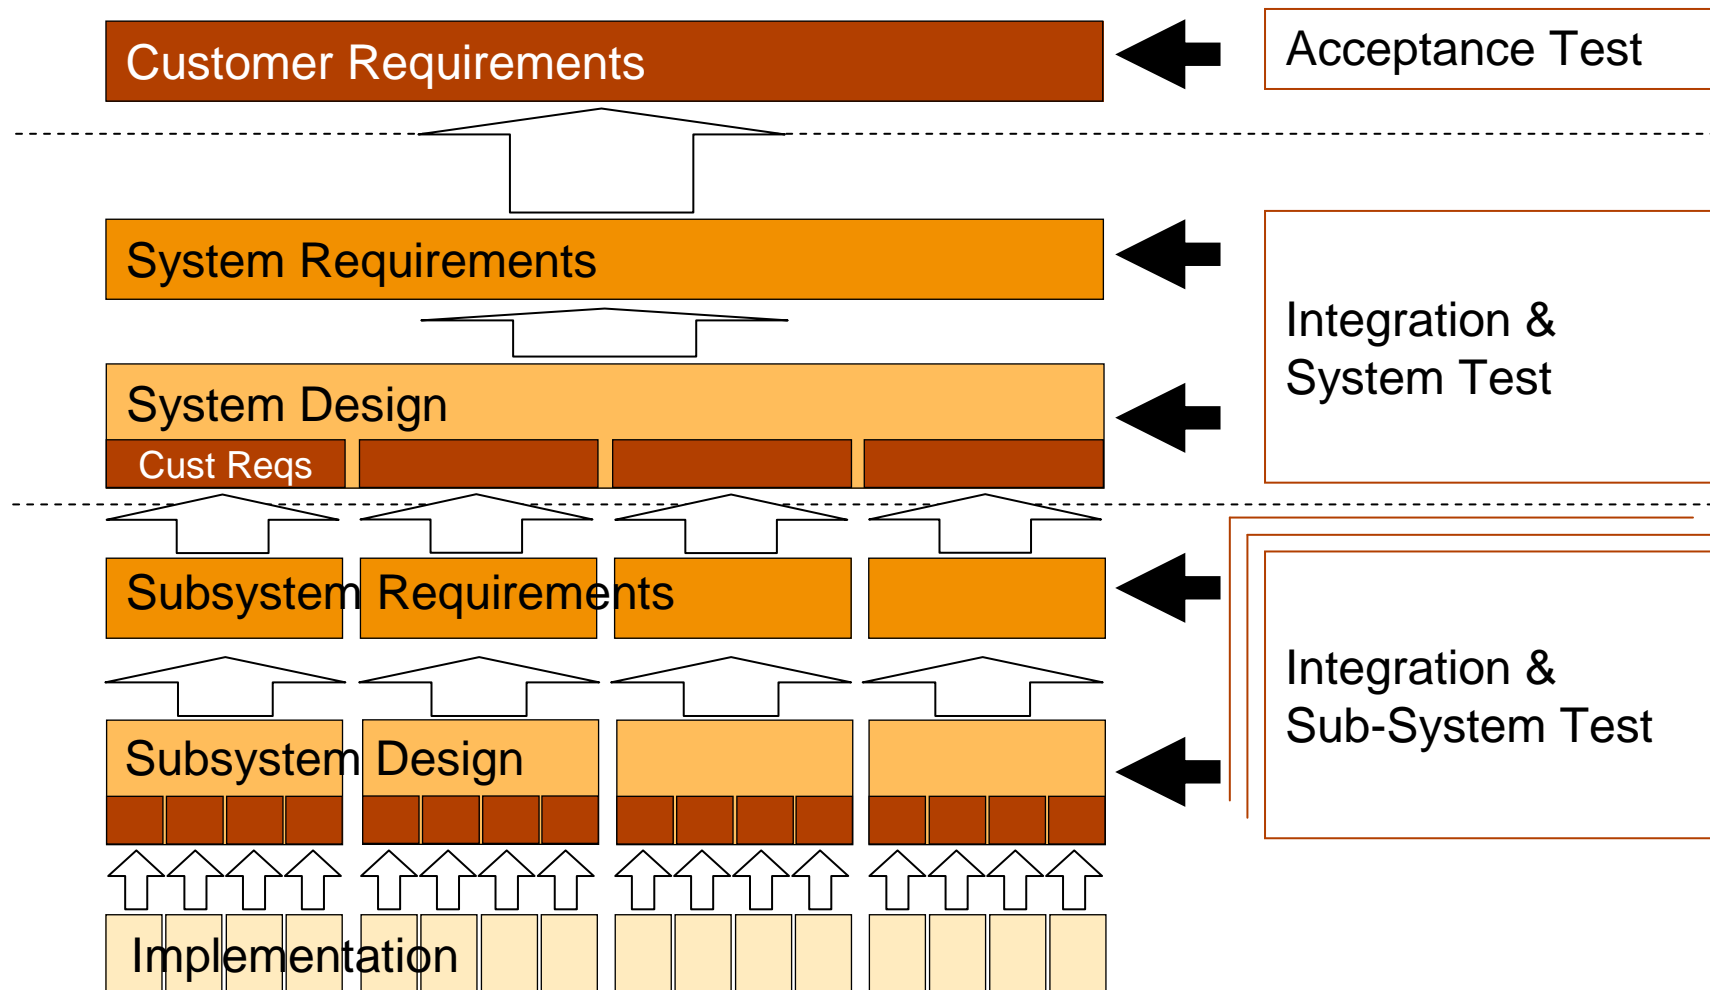 Customer Requirements
Acceptance Test
System Requirements
Integration &
System Test
System Design
Cust Reqs
Subsystem Requirements
Integration &
Sub-System Test
Subsystem Design
Implementation